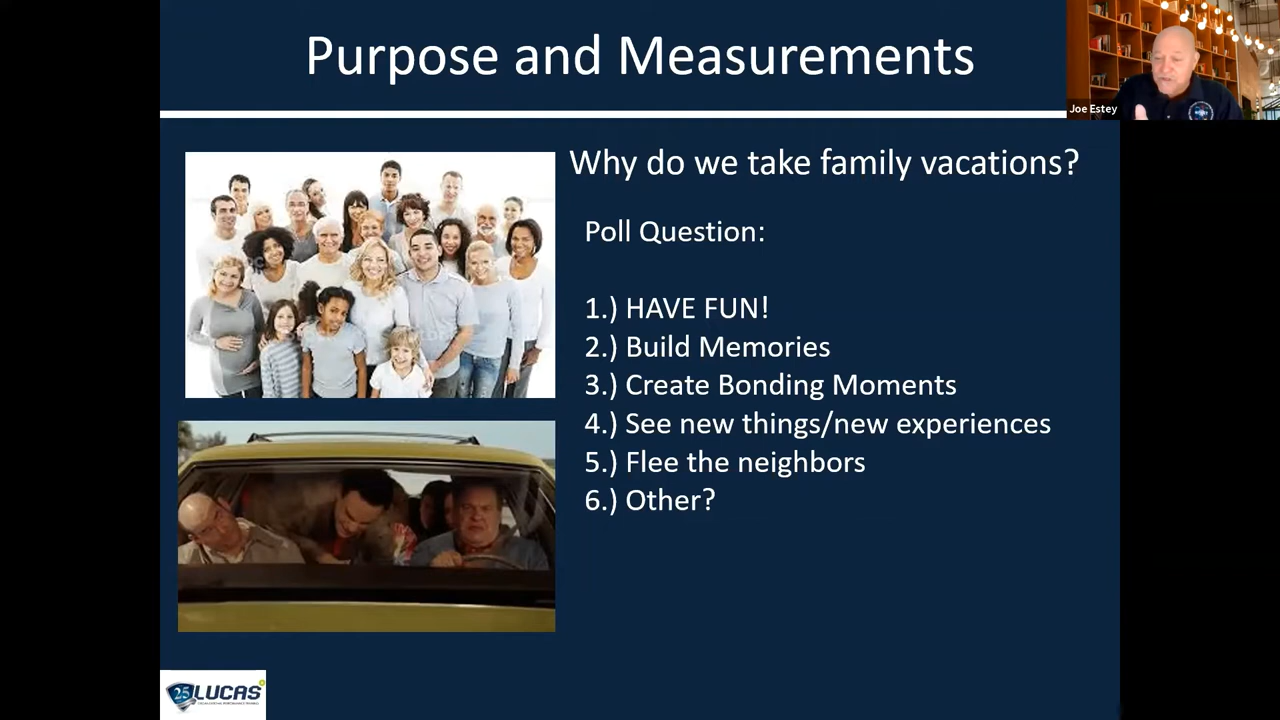 Purpose and Measurements
Joe Estey
Why do we take family vacations?
Poll Question:
1.) HAVE FUN!
2.) Build Memories
3.) Create Bonding Moments
4.) See new things/new experiences
5.) Flee the neighbors
6.) Other?
25 LUCAS